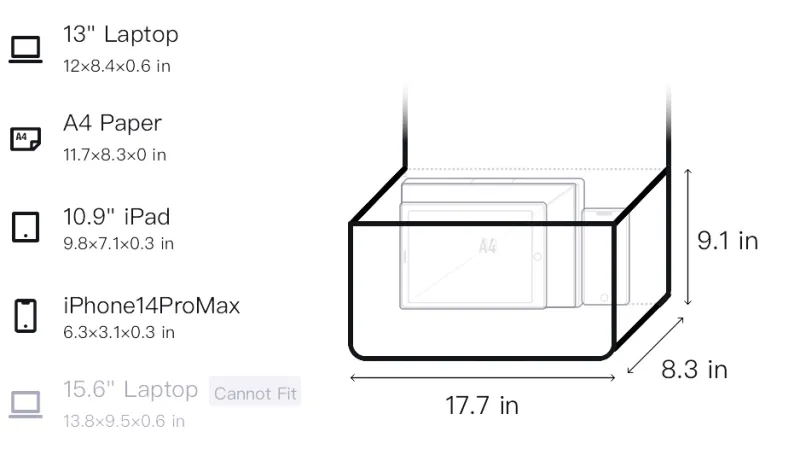 13" Laptop
12×8.4×0.6 in
A4
A4 Paper
11.7×8.3×0 in
10.9" iPad
9.8×7.1×0.3 in
iPhone14ProMax
6.3×3.1×0.3 in
15.6" Laptop
Cannot Fit
13.8×9.5×0.6 in
A4
9.1 in
8.3 in
17.7 in